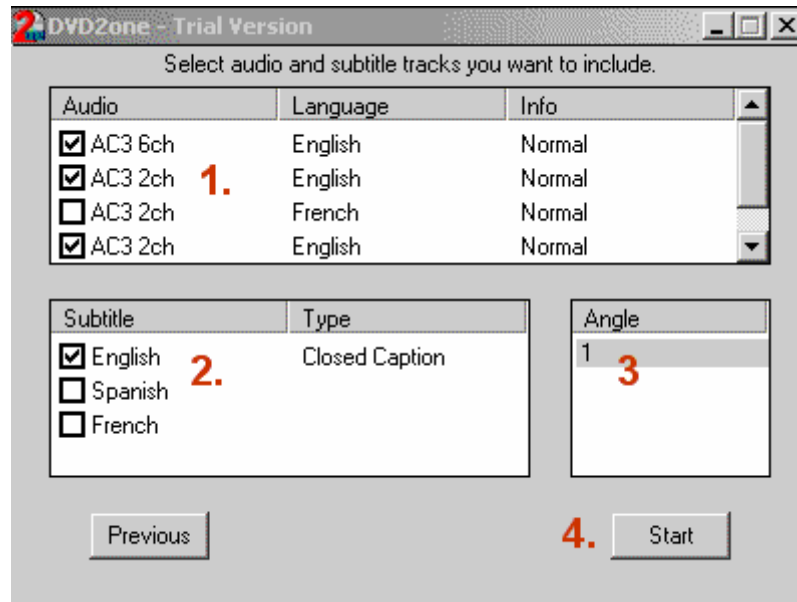 DVD2one - Trial Version
Select audio and subtitle tracks you want to include.
Audio Language Info
AC3 6ch English Normal
AC3 2ch 1. English Normal
AC3 2ch French Normal
AC3 2ch English Normal
Subtitle Type Angle
English 2. Closed Caption 1 3
Spanish
French
Previous 4. Start